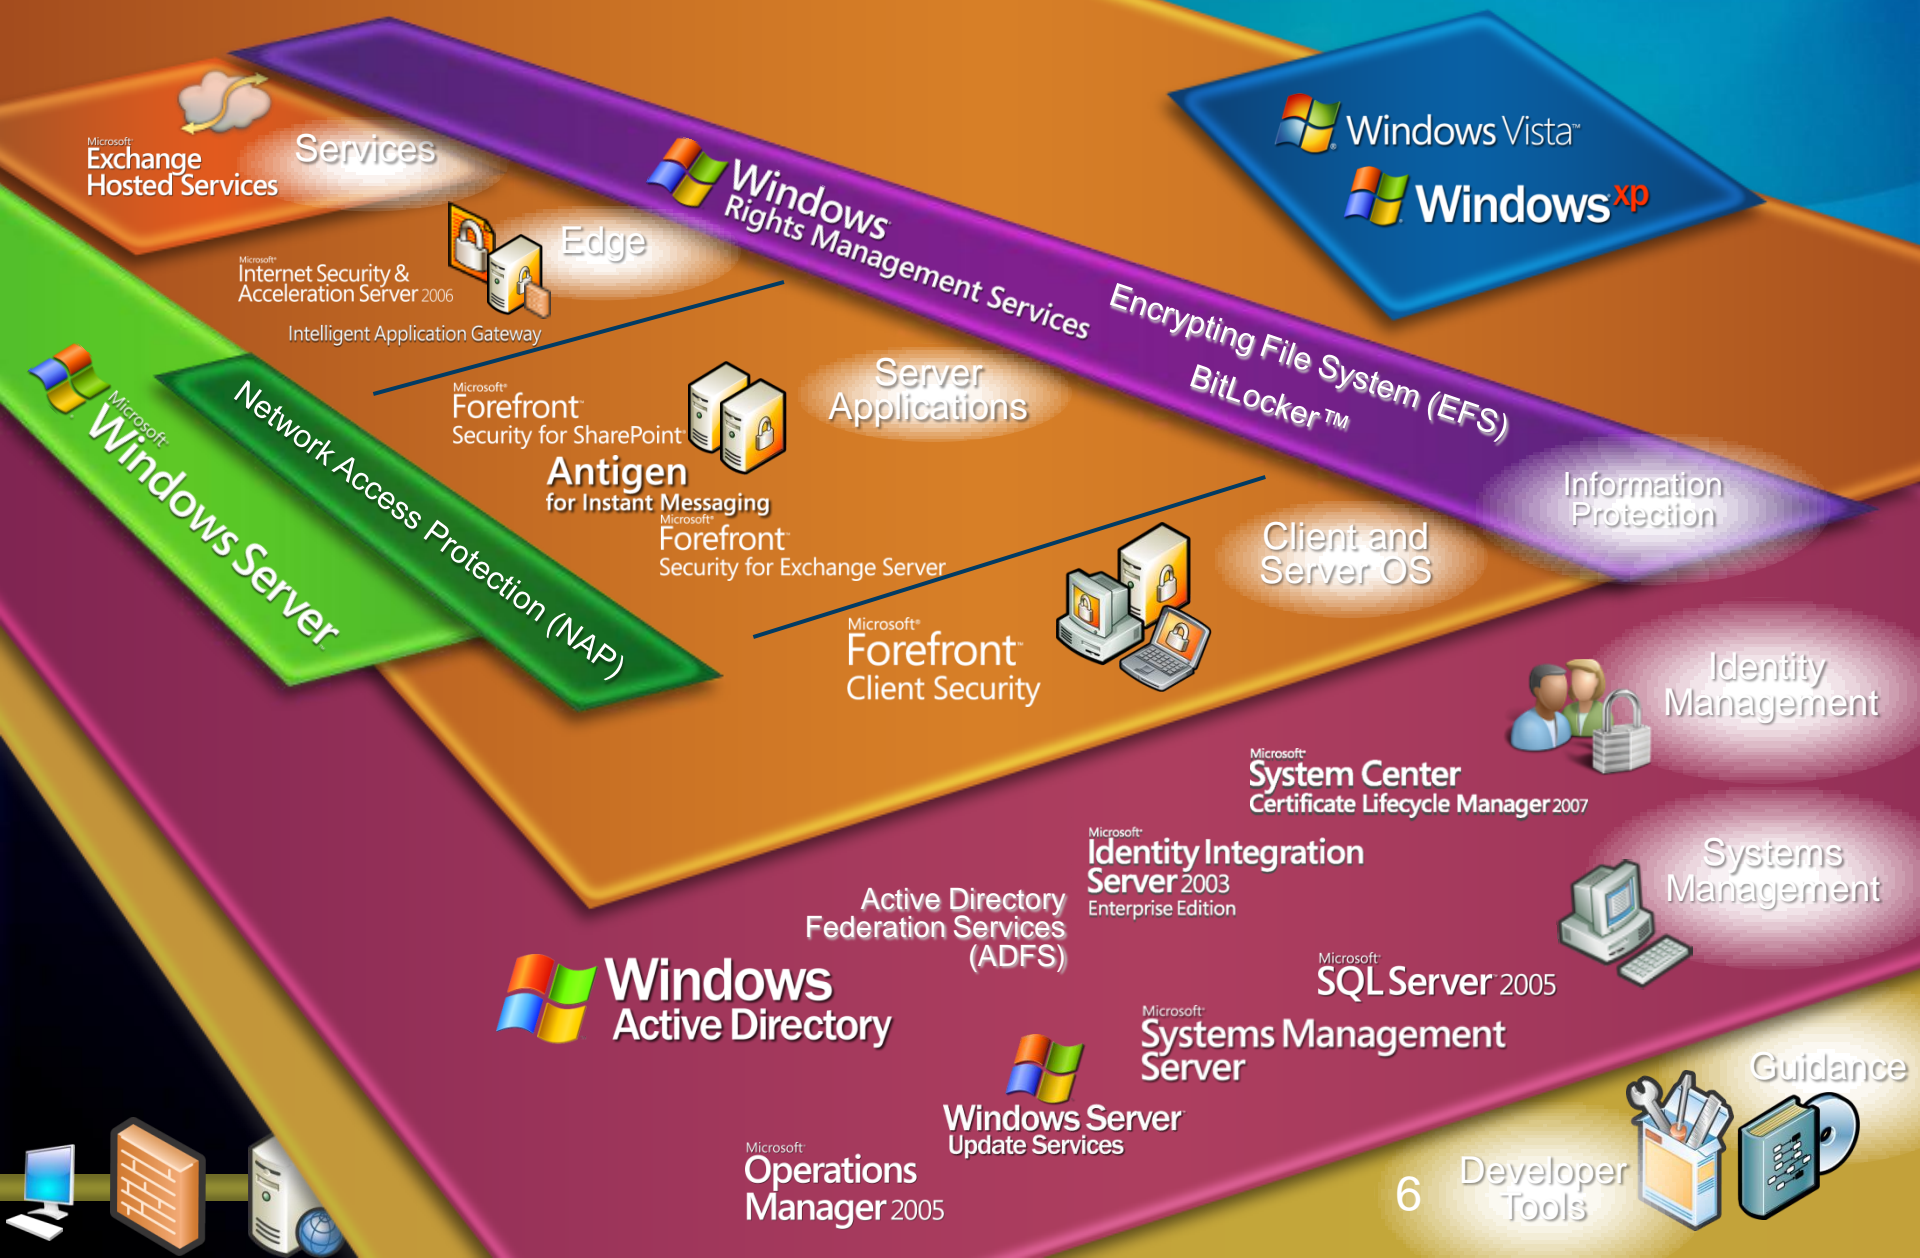 Microsoft
Exchange
Hosted Services
Services
Windows Vista™
Windows xp
Windows
Rights Management Services
Encrypting File System (EFS)
BitLocker™
Information
Protection
Edge
Microsoft®
Internet Security &
Acceleration Server 2006
Intelligent Application Gateway
Microsoft
Windows Server
Network Access Protection (NAP)
Microsoft®
Forefront™
Security for SharePoint®
Server
Applications
Antigen
for Instant Messaging
Microsoft®
Forefront™
Security for Exchange Server
Client and
Server OS
Microsoft®
Forefront™
Client Security
Identity
Management
Microsoft®
System Center
Certificate Lifecycle Manager 2007
Microsoft®
Identity Integration
Server 2003
Enterprise Edition
Systems
Management
Active Directory
Federation Services
(ADFS)
Windows
Active Directory
Microsoft®
SQL Server™ 2005
Microsoft®
Systems Management
Server
Windows Server
Update Services
Microsoft®
Operations
Manager 2005
Guidance
Developer
Tools
6